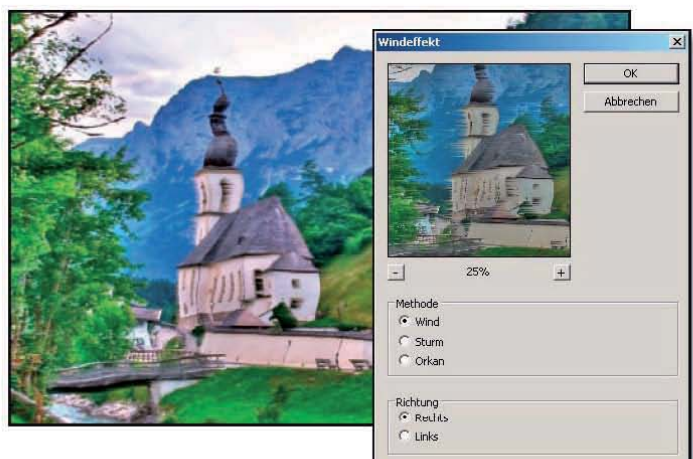 Windeffekt
OK
Abbrechen
- 25% +
Methode
Wind
Sturm
Orkan
Richtung
Rechts
Links